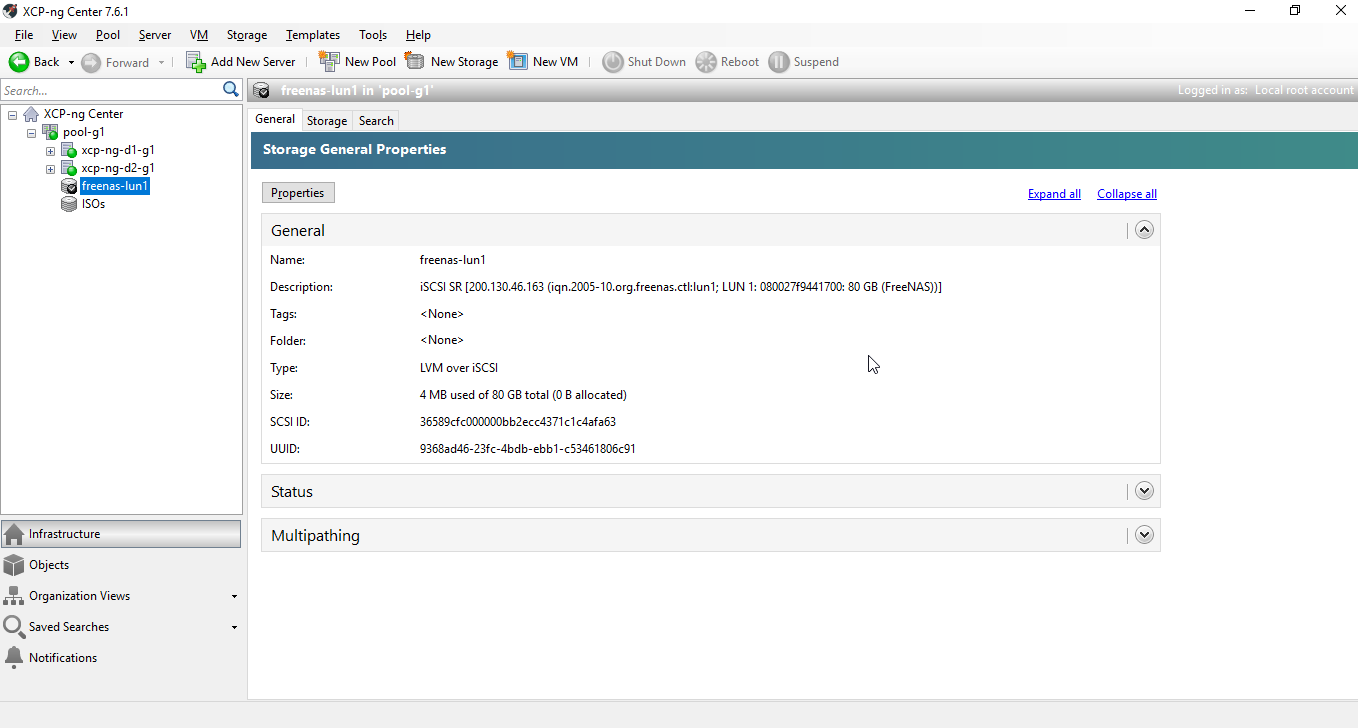 XCP-ng Center 7.6.1
File View Pool Server VM Storage Templates Tools Help
Back Forward Add New Server New Pool New Storage New VM Shut Down Reboot Suspend
Search...
freenas-lun1 in 'pool-g1'
Logged in as: Local root account
XCP-ng Center
pool-g1
xcp-ng-d1-g1
xcp-ng-d2-g1
freenas-lun1
ISOs
Infrastructure
Objects
Organization Views
Saved Searches
Notifications
General Storage Search
Storage General Properties
Properties
Expand all Collapse all
General
Name: freenas-lun1
Description: iSCSI SR [200.130.46.163 (iqn.2005-10.org.freenas.ctl:lun1; LUN 1: 080027f9441700: 80 GB (FreeNAS))]
Tags: <None>
Folder: <None>
Type: LVM over iSCSI
Size: 4 MB used of 80 GB total (0 B allocated)
SCSI ID: 36589cfc000000bb2ecc4371c1c4afa63
UUID: 9368ad46-23fc-4bdb-ebb1-c53461806c91
Status
Multipathing